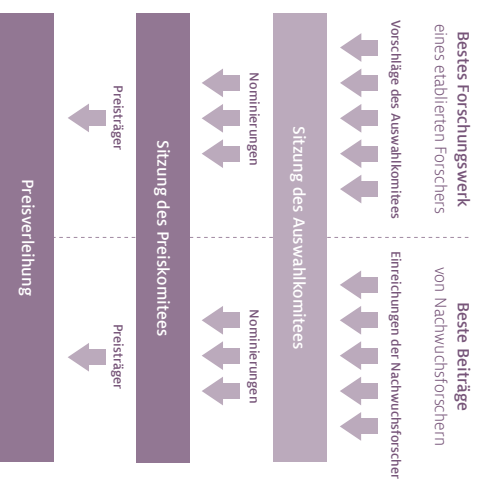 Bestes Forschungswerk
eines etablierten Forschers
Beste Beiträge
von Nachwuchsforschern
Vorschläge des Auswahlkomitees
Einreichungen der Nachwuchsforscher
Sitzung des Auswahlkomitees
Nominierungen
Nominierungen
Sitzung des Preiskomitees
Preisträger
Preisträger
Preisverleihung